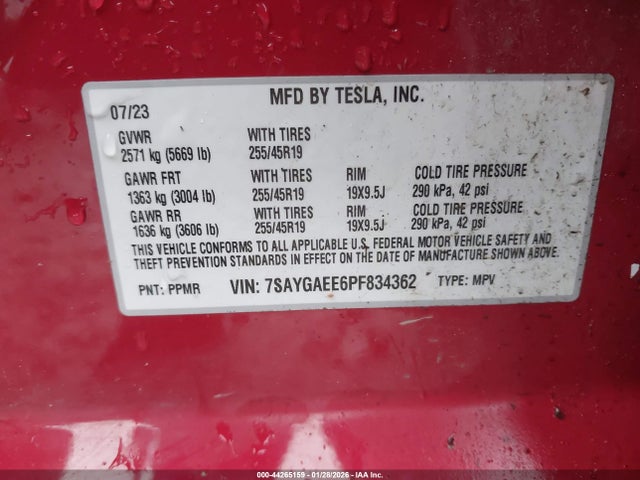 MFD BY TESLA, INC.
07/23
GVWR WITH TIRES
2571 kg (5669 lb) 255/45R19
GAWR FRT WITH TIRES RIM COLD TIRE PRESSURE
1363 kg (3004 lb) 255/45R19 19X9.5J 290 kPa, 42 psi
GAWR RR WITH TIRES RIM COLD TIRE PRESSURE
1636 kg (3606 lb) 255/45R19 19X9.5J 290 kPa, 42 psi
THIS VEHICLE CONFORMS TO ALL APPLICABLE U.S. FEDERAL MOTOR VEHICLE SAFETY AND
THEFT PREVENTION STANDARDS IN EFFECT ON THE DATE OF MANUFACTURE SHOWN ABOVE.
PNT: PPMR VIN: 7SAYGAEE6PF834362 TYPE: MPV
000-44265159 - 01/28/2026 - IAA Inc.